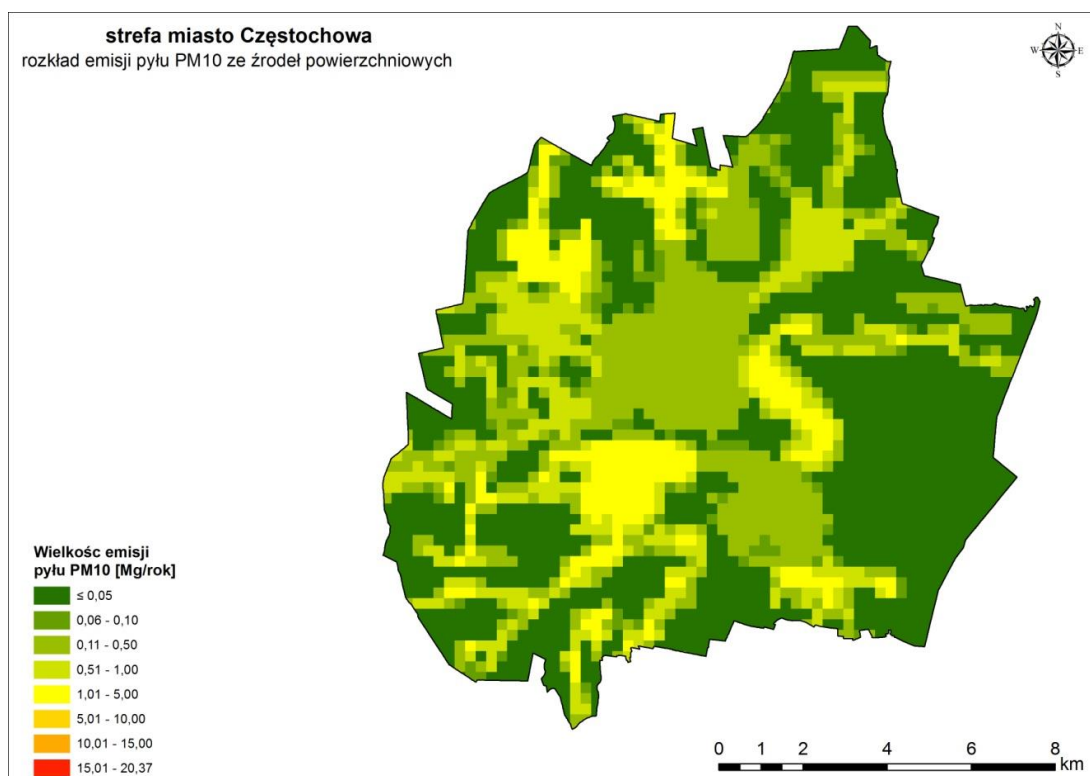 strefa miasto Częstochowa
rozkład emisji pyłu PM10 ze źrodeł powierzchniowych
N
W E
S
Wielkośc emisji
pyłu PM10 [Mg/rok]
≤ 0,05
0,06 - 0,10
0,11 - 0,50
0,51 - 1,00
1,01 - 5,00
5,01 - 10,00
10,01 - 15,00
15,01 - 20,37
0 1 2 4 6 8
km